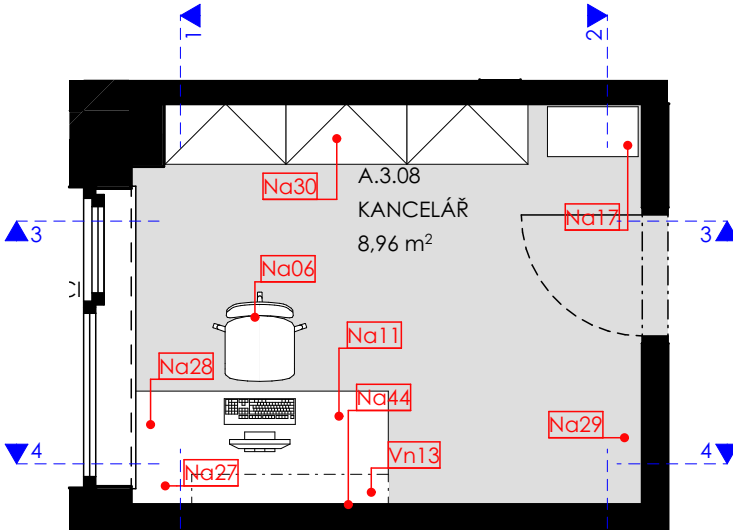 1
2
Na30
A.3.08
KANCELÁŘ
8,96 m²
Na17
3
3
Na06
Na11
Na28
Na44
Na29
4
4
Na27
Vn13